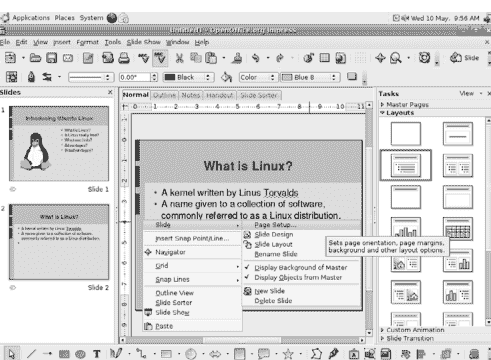 Applications Places System
Wed 10 May, 9:56 AM
Untitled1 - OpenOffice.org Impress
File Edit View Insert Format Tools Slide Show Window Help
Slide
0.00"
Black
Color
Blue 8
Slides
Normal Outline Notes Handout Slide Sorter
Tasks
View
Master Pages
Layouts
1
Introducing Ubuntu Linux
Slide 1
2
What is Linux?
Slide 2
What is Linux?
• A kernel written by Linus Torvalds
• A name given to a collection of software,
commonly referred to as a Linux distribution.
Slide
Insert Snap Point/Line...
Navigator
Grid
Snap Lines
Outline View
Slide Sorter
Slide Show
Paste
Page Setup...
Slide Design
Slide Layout
Rename Slide
Display Background of Master
Display Objects from Master
New Slide
Delete Slide
Sets page orientation, page margins,
background and other layout options.
Custom Animation
Slide Transition